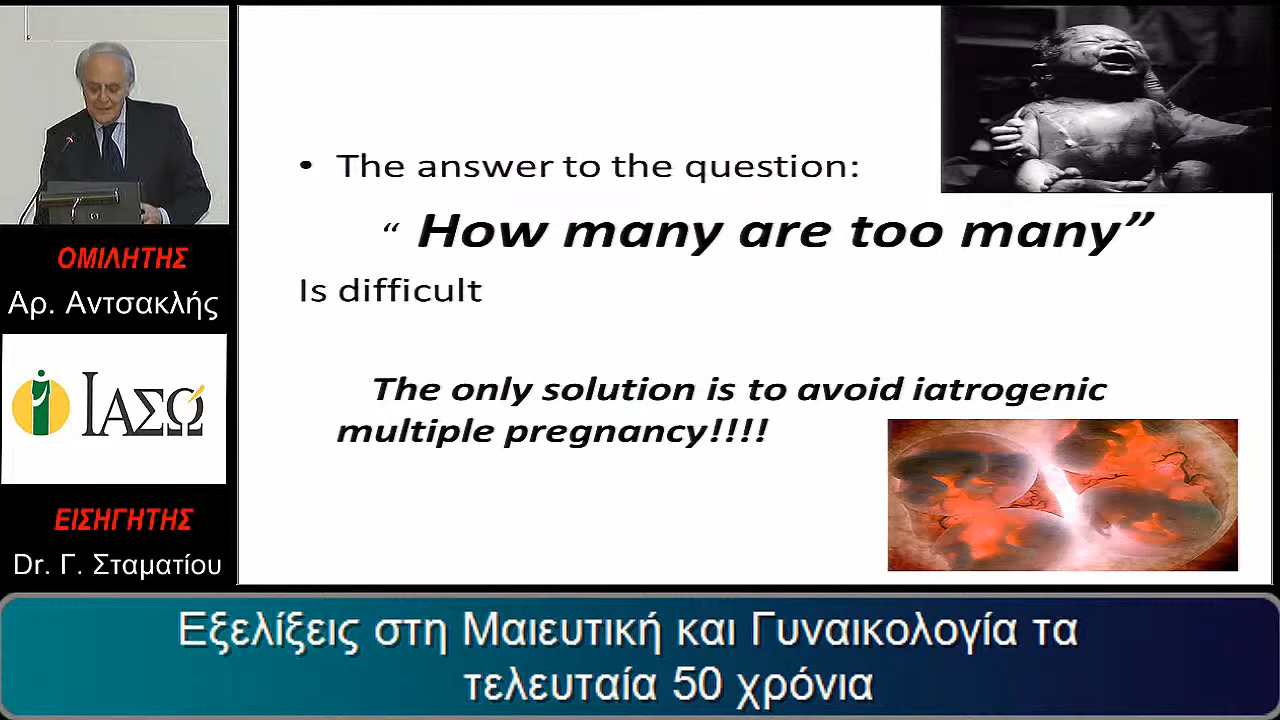 ΟΜΙΛΗΤΗΣ
Αρ. Αντσακλής
ΙΑΣΩ
ΕΙΣΗΓΗΤΗΣ
Dr. Γ. Σταματίου
• The answer to the question:
“ How many are too many”
Is difficult
The only solution is to avoid iatrogenic
multiple pregnancy!!!!
Εξελίξεις στη Μαιευτική και Γυναικολογία τα
τελευταία 50 χρόνια